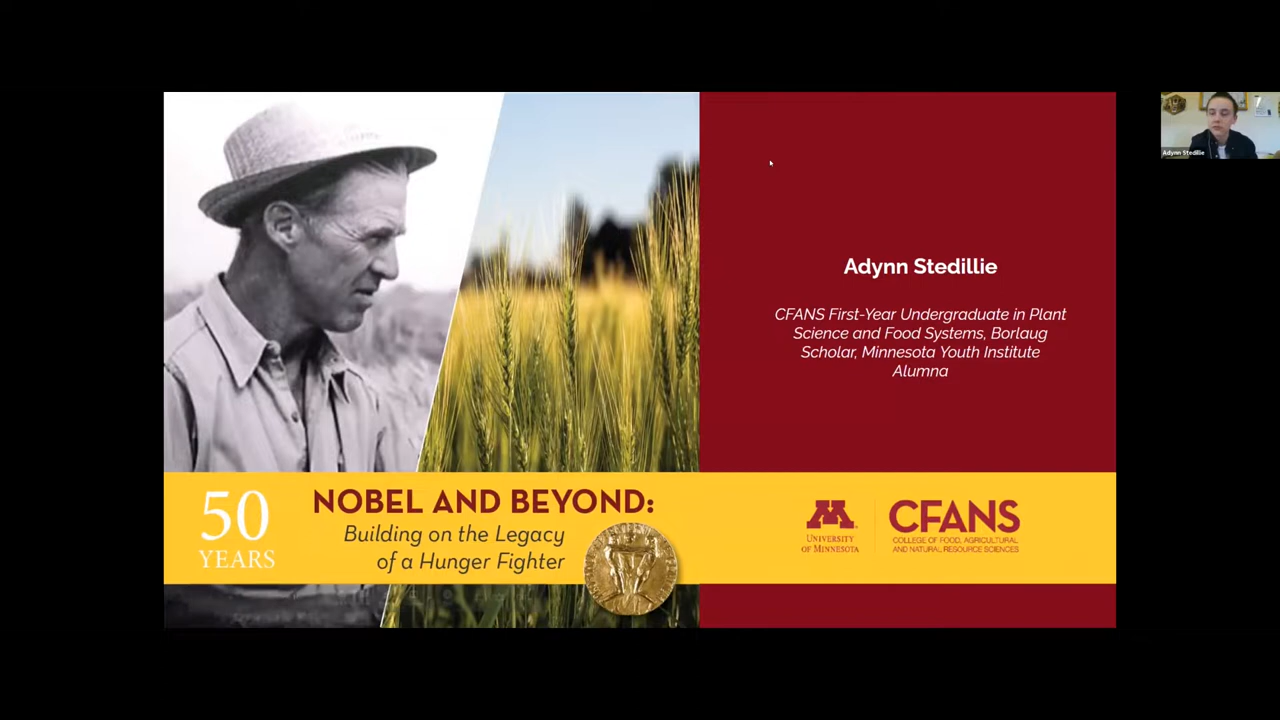 Adynn Stedillie
Adynn Stedillie
CFANS First-Year Undergraduate in Plant
Science and Food Systems, Borlaug
Scholar, Minnesota Youth Institute
Alumna
50
YEARS
NOBEL AND BEYOND:
Building on the Legacy
of a Hunger Fighter
M
UNIVERSITY
OF MINNESOTA
CFANS
COLLEGE OF FOOD, AGRICULTURAL
AND NATURAL RESOURCE SCIENCES